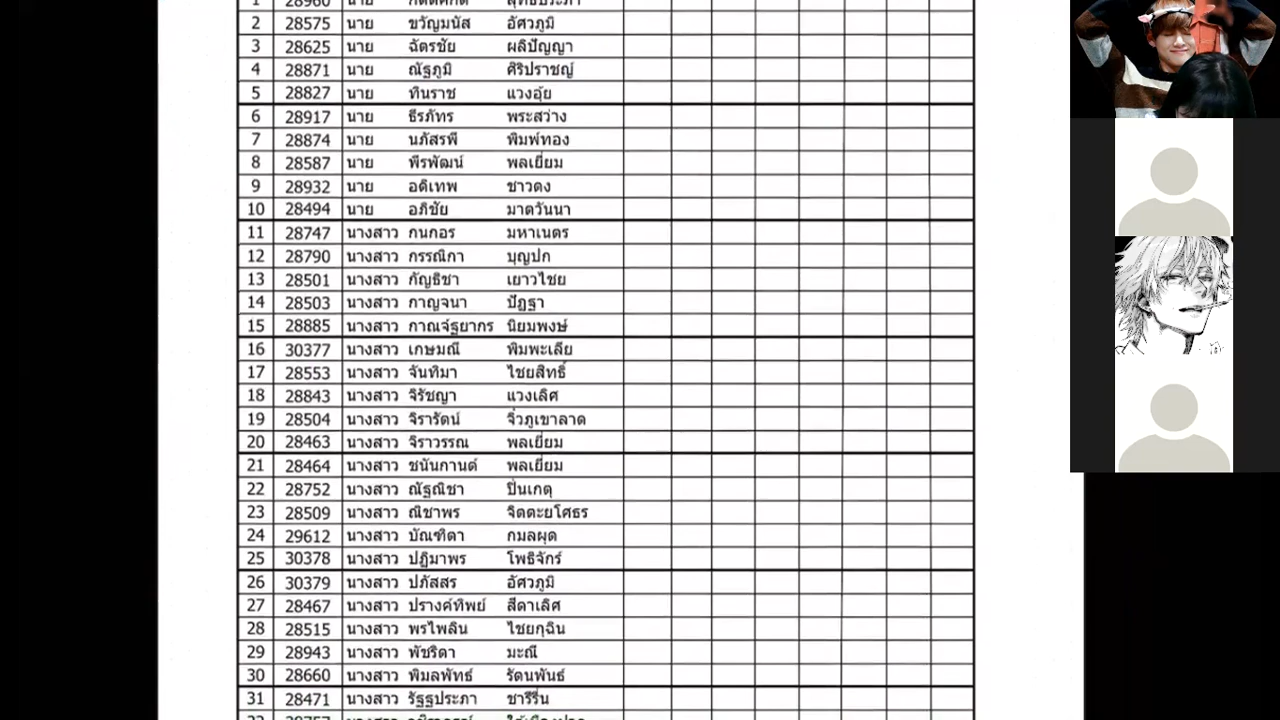 1 28960 นาย
2 28575 นาย ขวัญมนัส อัศวภูมิ
3 28625 นาย ฉัตรชัย ผลิปัญญา
4 28871 นาย ณัฐภูมิ ศิริปราชญ์
5 28827 นาย ทินราช แวงอุ้ย
6 28917 นาย ธีรภัทร พระสว่าง
7 28874 นาย นภัสรพี พิมพ์ทอง
8 28587 นาย พีรพัฒน์ พลเยี่ยม
9 28932 นาย อดิเทพ ชาวดง
10 28494 นาย อภิชัย มาตวันนา
11 28747 นางสาว กนกอร มหาเนตร
12 28790 นางสาว กรรณิกา บุญปก
13 28501 นางสาว กัญธิชา เยาวไชย
14 28503 นางสาว กาญจนา ปัฏฐา
15 28885 นางสาว กาณจ์ฐยากร นิยมพงษ์
16 30377 นางสาว เกษมณี พิมพะเลีย
17 28553 นางสาว จันทิมา ไชยสิทธิ์
18 28843 นางสาว จิรัชญา แวงเลิศ
19 28504 นางสาว จิรารัตน์ จิ๋วภูเขาลาด
20 28463 นางสาว จิราวรรณ พลเยี่ยม
21 28464 นางสาว ชนันกานต์ พลเยี่ยม
22 28752 นางสาว ณัฐณิชา ปิ่นเกตุ
23 28509 นางสาว ณิชาพร จิตตะยโศธร
24 29612 นางสาว บัณฑิตา กมลผุด
25 30378 นางสาว ปฏิมาพร โพธิจักร์
26 30379 นางสาว ปภัสสร อัศวภูมิ
27 28467 นางสาว ปรางค์ทิพย์ สีดาเลิศ
28 28515 นางสาว พรไพลิน ไชยกุฉิน
29 28943 นางสาว พัชริดา มะณี
30 28660 นางสาว พิมลพัทธ์ รัตนพันธ์
31 28471 นางสาว รัฐฐประภา ชารีรื่น